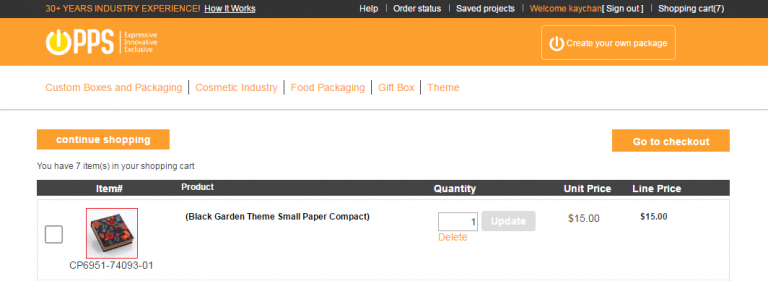 30+ YEARS INDUSTRY EXPERIENCE! How It Works
Help | Order status | Saved projects | Welcome kaychan[ Sign out ] | Shopping cart(7)
PPS
Expressive
Innovative
Exclusive
Create your own package
Custom Boxes and Packaging | Cosmetic Industry | Food Packaging | Gift Box | Theme
continue shopping
Go to checkout
You have 7 item(s) in your shopping cart
Item# Product Quantity Unit Price Line Price
(Black Garden Theme Small Paper Compact) 1 Update $15.00 $15.00
Delete
CP6951-74093-01